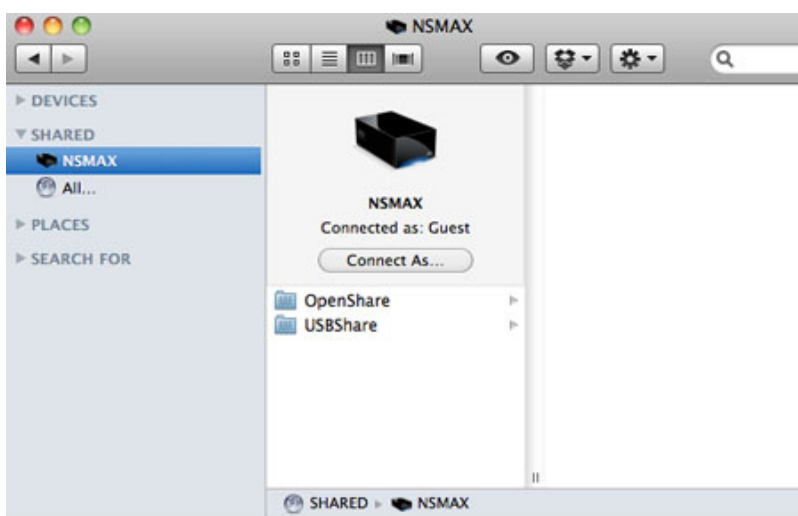 NSMAX
DEVICES
SHARED
NSMAX
All...
PLACES
SEARCH FOR
NSMAX
Connected as: Guest
Connect As...
OpenShare
USBShare
SHARED NSMAX